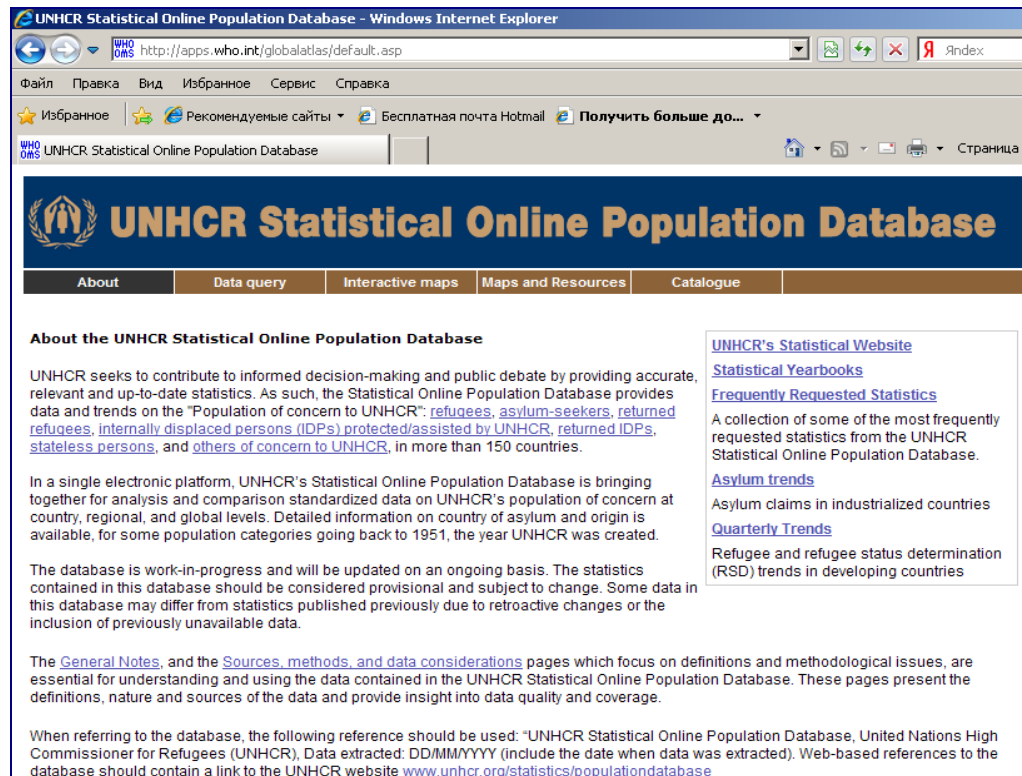 UNHCR Statistical Online Population Database - Windows Internet Explorer
WHO OMS http://apps.who.int/globalatlas/default.asp Я Яndex
Файл Правка Вид Избранное Сервис Справка
Избранное Рекомендуемые сайты Бесплатная почта Hotmail Получить больше до...
WHO OMS UNHCR Statistical Online Population Database Страница
UNHCR Statistical Online Population Database
About Data query Interactive maps Maps and Resources Catalogue
About the UNHCR Statistical Online Population Database
UNHCR seeks to contribute to informed decision-making and public debate by providing accurate,
relevant and up-to-date statistics. As such, the Statistical Online Population Database provides
data and trends on the "Population of concern to UNHCR": refugees, asylum-seekers, returned
refugees, internally displaced persons (IDPs) protected/assisted by UNHCR, returned IDPs,
stateless persons, and others of concern to UNHCR, in more than 150 countries.
In a single electronic platform, UNHCR's Statistical Online Population Database is bringing
together for analysis and comparison standardized data on UNHCR's population of concern at
country, regional, and global levels. Detailed information on country of asylum and origin is
available, for some population categories going back to 1951, the year UNHCR was created.
The database is work-in-progress and will be updated on an ongoing basis. The statistics
contained in this database should be considered provisional and subject to change. Some data in
this database may differ from statistics published previously due to retroactive changes or the
inclusion of previously unavailable data.
UNHCR's Statistical Website
Statistical Yearbooks
Frequently Requested Statistics
A collection of some of the most frequently
requested statistics from the UNHCR
Statistical Online Population Database.
Asylum trends
Asylum claims in industrialized countries
Quarterly Trends
Refugee and refugee status determination
(RSD) trends in developing countries
The General Notes, and the Sources, methods, and data considerations pages which focus on definitions and methodological issues, are
essential for understanding and using the data contained in the UNHCR Statistical Online Population Database. These pages present the
definitions, nature and sources of the data and provide insight into data quality and coverage.
When referring to the database, the following reference should be used: “UNHCR Statistical Online Population Database, United Nations High
Commissioner for Refugees (UNHCR), Data extracted: DD/MM/YYYY (include the date when data was extracted). Web-based references to the
database should contain a link to the UNHCR website www.unhcr.org/statistics/populationdatabase